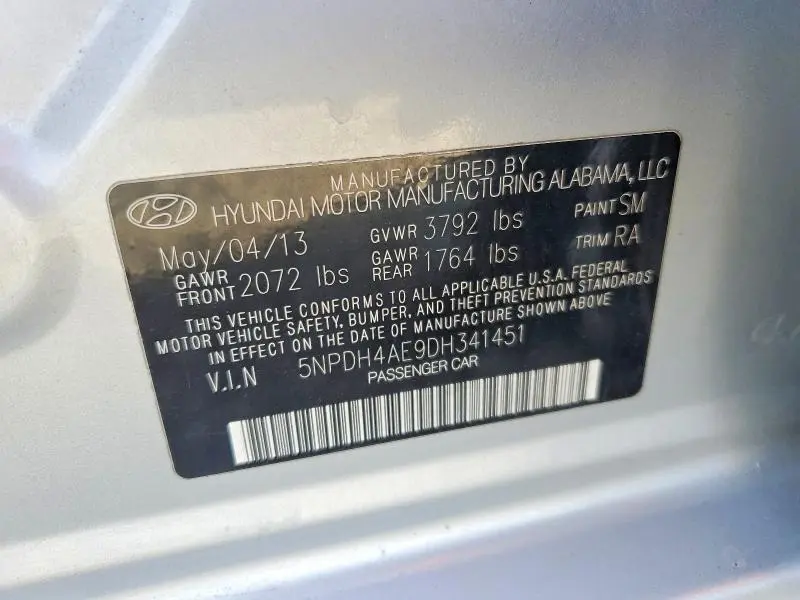 MANUFACTURED BY
HYUNDAI MOTOR MANUFACTURING ALABAMA, LLC
May/04/13 GVWR 3792 lbs PAINT SM
GAWR FRONT 2072 lbs GAWR REAR 1764 lbs TRIM RA
THIS VEHICLE CONFORMS TO ALL APPLICABLE U.S.A. FEDERAL
MOTOR VEHICLE SAFETY, BUMPER, AND THEFT PREVENTION STANDARDS
IN EFFECT ON THE DATE OF MANUFACTURE SHOWN ABOVE
V.I.N 5NPDH4AE9DH341451
PASSENGER CAR